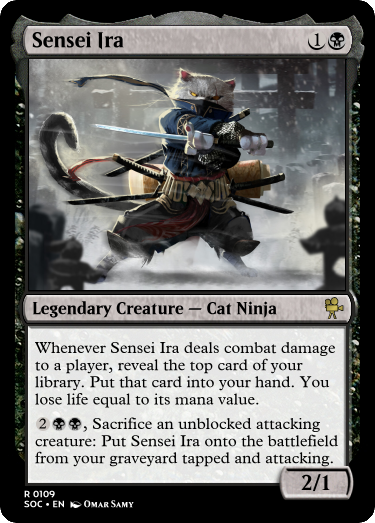 Sensei Ira 1
Legendary Creature — Cat Ninja
Whenever Sensei Ira deals combat damage
to a player, reveal the top card of your
library. Put that card into your hand. You
lose life equal to its mana value.
2, Sacrifice an unblocked attacking
creature: Put Sensei Ira onto the battlefield
from your graveyard tapped and attacking.
2/1
R 0109
SOC • EN Omar Samy